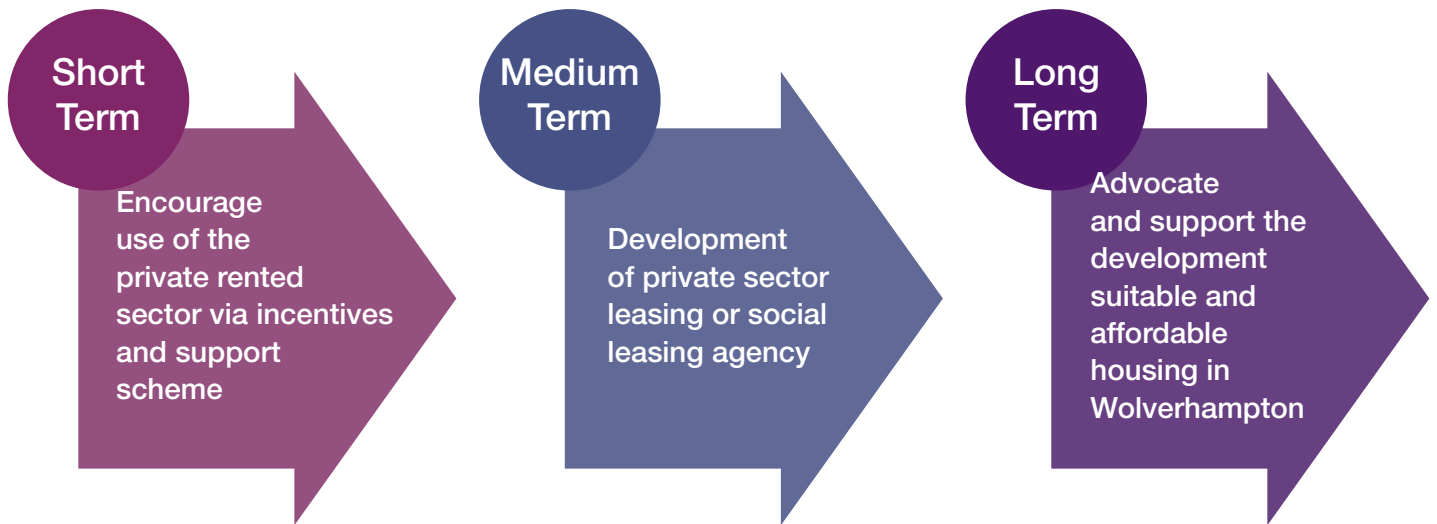 Short
Term
Encourage
use of the
private rented
sector via incentives
and support
scheme
Medium
Term
Development
of private sector
leasing or social
leasing agency
Long
Term
Advocate
and support the
development
suitable and
affordable
housing in
Wolverhampton